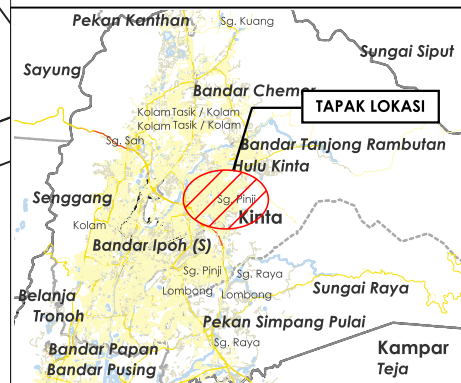 Pekan Kanthan
Sg. Kuang
Sungai Siput
Sayung
Bandar Chemor
TAPAK LOKASI
Kolam Tasik / Kolam
Kolam Tasik / Kolam
Sg. Sah
Bandar Tanjong Rambutan
Hulu Kinta
Senggang
Sg. Pinji
Kinta
Kolam
Bandar Ipoh (S)
Sg. Pinji
Sg. Raya
Lombong
Lombong
Sungai Raya
Belanja
Tronoh
Pekan Simpang Pulai
Sg. Raya
Kampar
Bandar Papan
Teja
Bandar Pusing